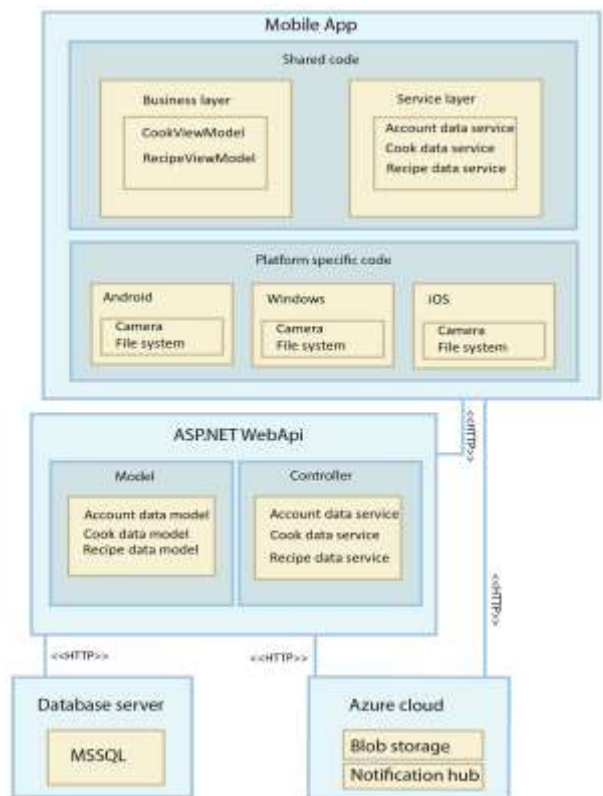 Mobile App
Shared code
Business layer
CookViewModel
RecipeViewModel
Service layer
Account data service
Cook data service
Recipe data service
Platform specific code
Android
Camera
File system
Windows
Camera
File system
iOS
Camera
File system
<<HTTP>>
ASP.NET WebApi
Model
Account data model
Cook data model
Recipe data model
Controller
Account data service
Cook data service
Recipe data service
<<HTTP>>
<<HTTP>>
<<HTTP>>
Database server
MSSQL
Azure cloud
Blob storage
Notification hub